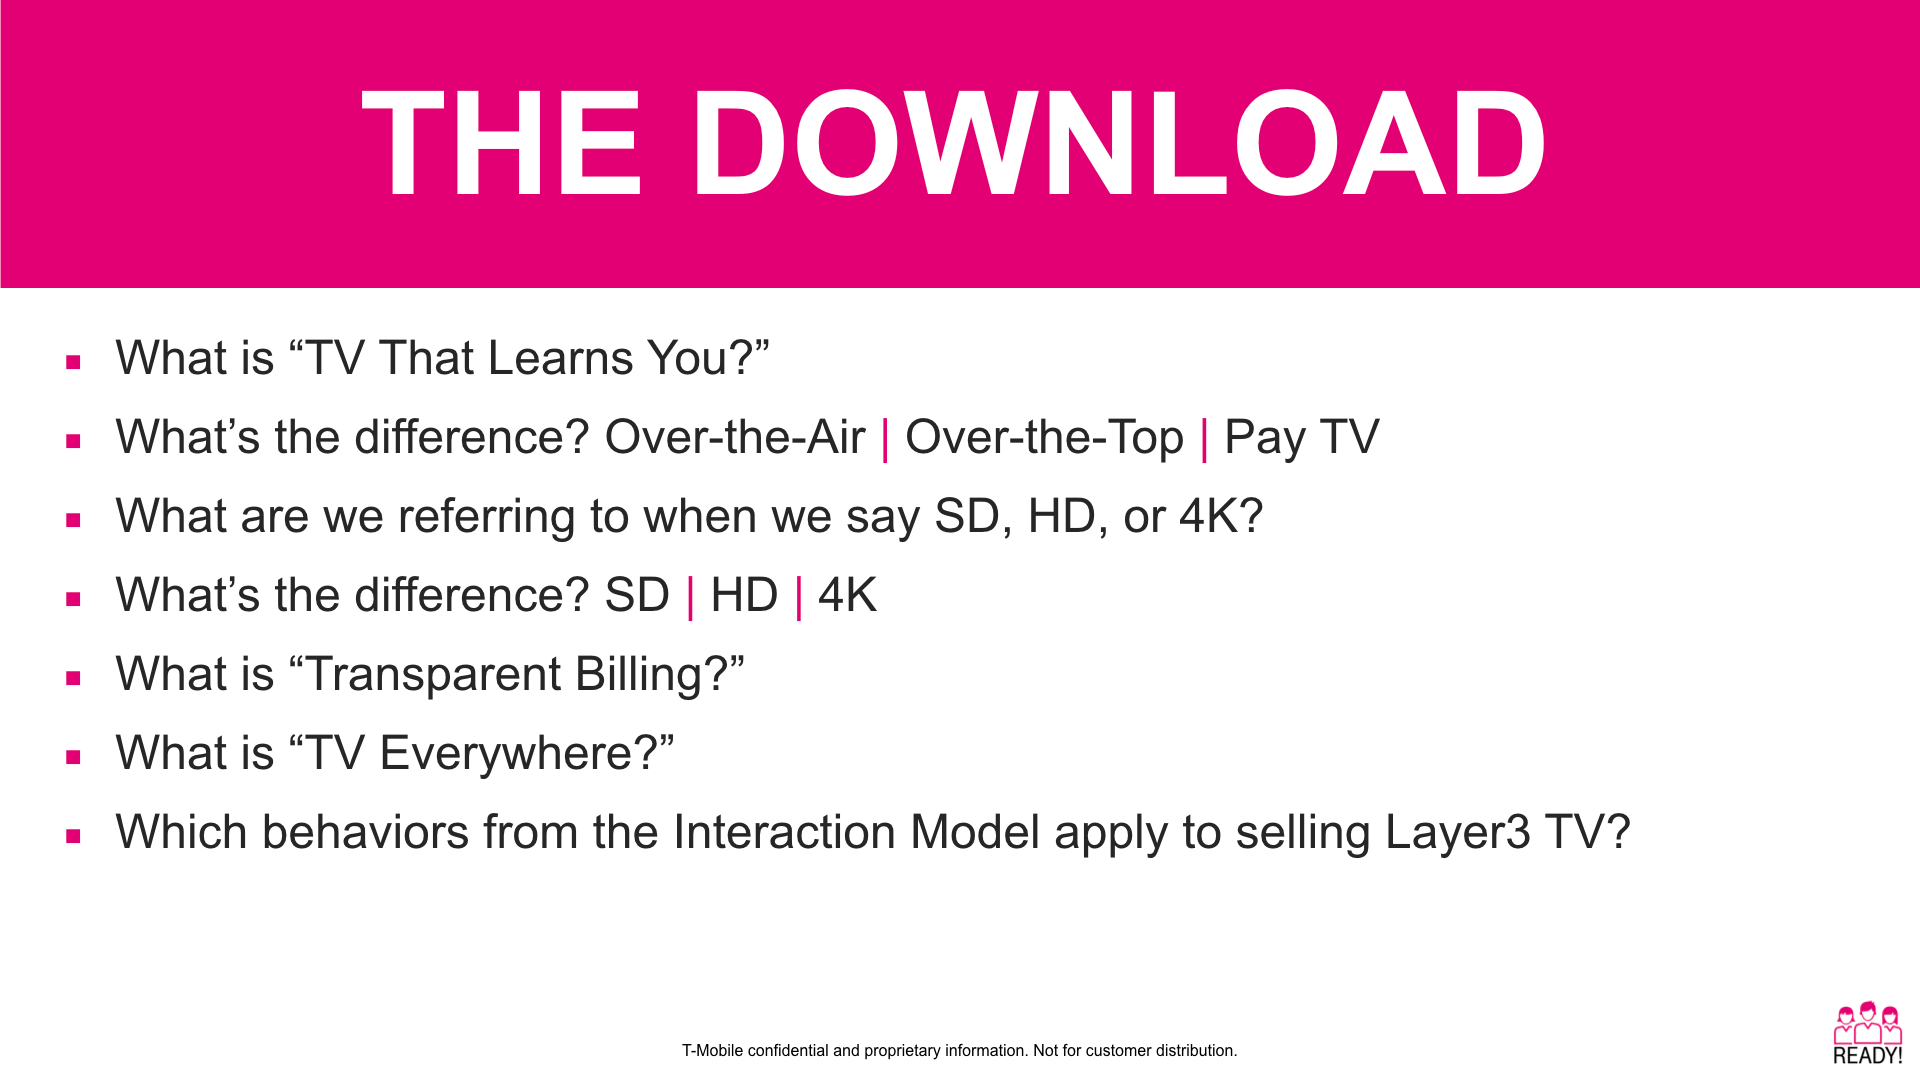 THE DOWNLOAD
▪ What is “TV That Learns You?”
▪ What’s the difference? Over-the-Air | Over-the-Top | Pay TV
▪ What are we referring to when we say SD, HD, or 4K?
▪ What’s the difference? SD | HD | 4K
▪ What is “Transparent Billing?”
▪ What is “TV Everywhere?”
▪ Which behaviors from the Interaction Model apply to selling Layer3 TV?
T-Mobile confidential and proprietary information. Not for customer distribution.
READY!